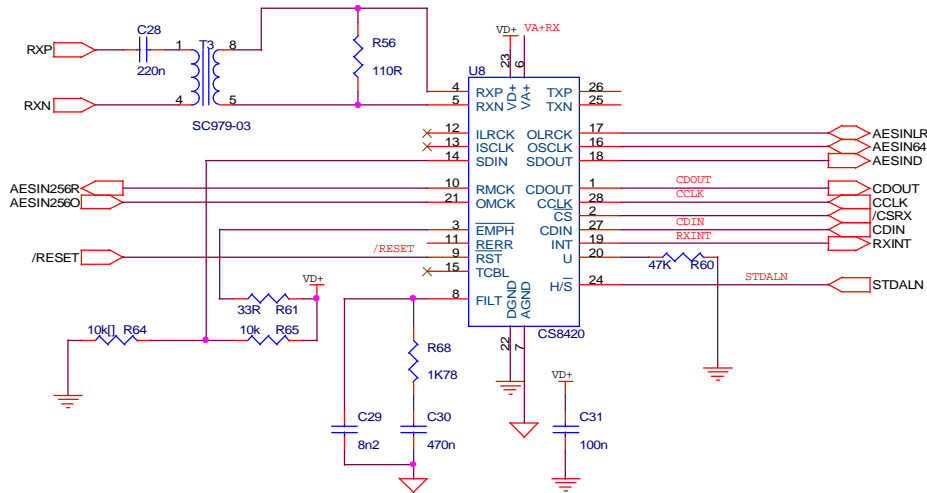 C28
VD+ VA+RX
RXP 1 T3 8
220n
R56
110R
23 6
U8
RXN 4 5
SC979-03
4 RXP VD+ VA+ TXP 26
5 RXN TXN 25
12 ILRCK OLRCK 17 AESINLR
13 ISCLK OSCLK 16 AESIN64
14 SDIN SDOUT 18 AESIND
AESIN256R 10 RMCK CDOUT 1 CDOUT CDOUT
AESIN256O 21 OMCK CCLK 28 CCLK CCLK
CS 2 /CSRX
3 EMPH CDIN 27 CDIN CDIN
11 RERR INT 19 RXINT RXINT
/RESET /RESET 9 RST U 20
47K R60
15 TCBL
H/S 24 STDALN STDALN
VD+
8 FILT DGND AGND
33R R61
CS8420
10k[] R64 10k R65
22 7
R68
1K78
VD+
C29
8n2
C30
470n
C31
100n